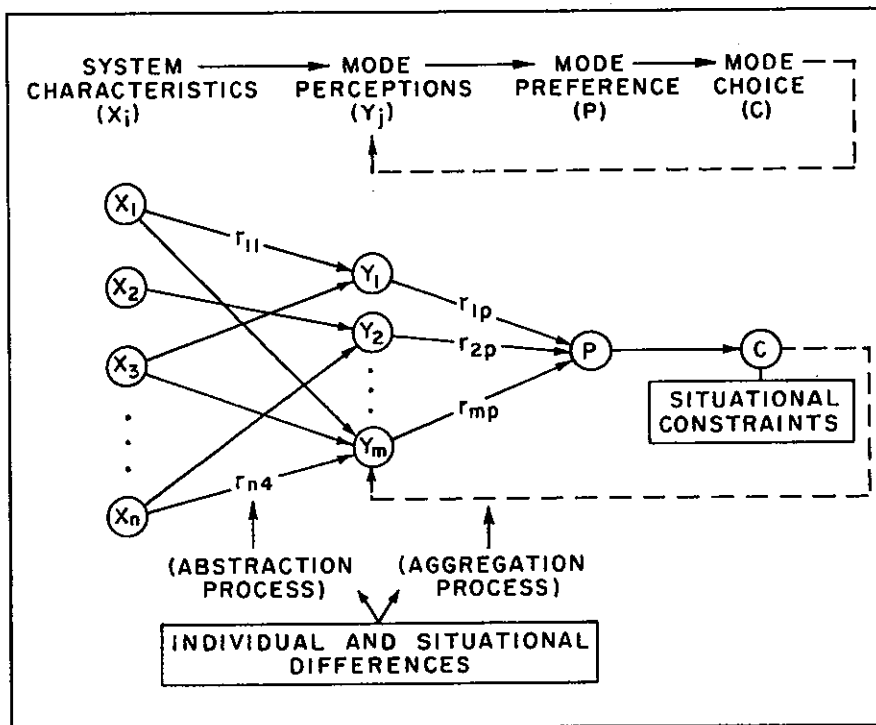 SYSTEM MODE MODE MODE
CHARACTERISTICS PERCEPTIONS PREFERENCE CHOICE
(Xi) (Yj) (P) (C)
X1
r11
Y1
X2
r1p
Y2
r2p
X3
P
C
rmp
SITUATIONAL
CONSTRAINTS
Ym
rn4
Xn
(ABSTRACTION (AGGREGATION
PROCESS) PROCESS)
INDIVIDUAL AND SITUATIONAL
DIFFERENCES